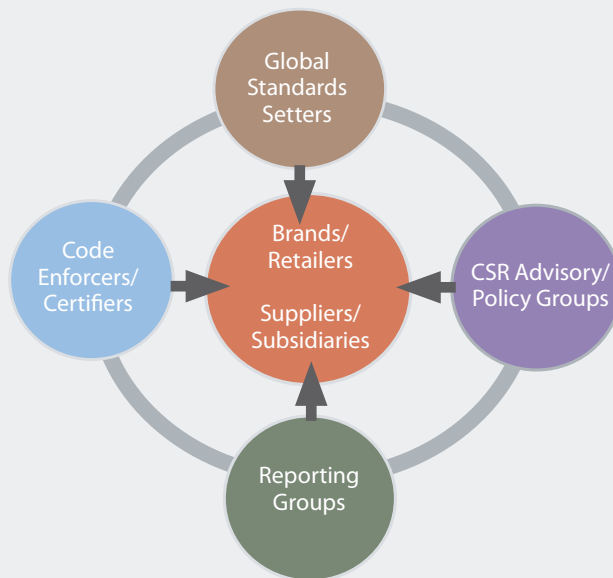 Global
Standards
Setters
Code
Enforcers/
Certifiers
Brands/
Retailers
Suppliers/
Subsidiaries
CSR Advisory/
Policy Groups
Reporting
Groups